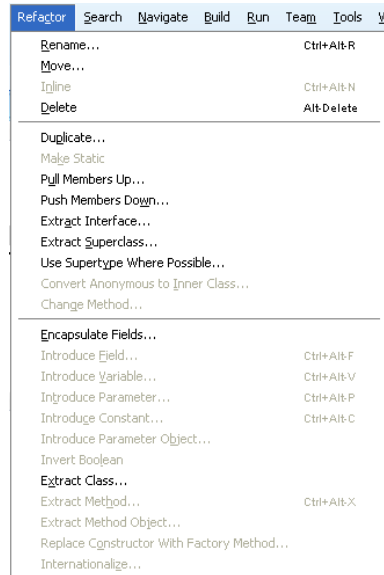 Refactor Search Navigate Build Run Team Tools
Rename... Ctrl+Alt-R
Move...
Inline Ctrl+Alt-N
Delete Alt-Delete
Duplicate...
Make Static
Pull Members Up...
Push Members Down...
Extract Interface...
Extract Superclass...
Use Supertype Where Possible...
Convert Anonymous to Inner Class...
Change Method...
Encapsulate Fields...
Introduce Field... Ctrl+Alt-F
Introduce Variable... Ctrl+Alt-V
Introduce Parameter... Ctrl+Alt-P
Introduce Constant... Ctrl+Alt-C
Introduce Parameter Object...
Invert Boolean
Extract Class...
Extract Method... Ctrl+Alt-X
Extract Method Object...
Replace Constructor With Factory Method...
Internationalize...